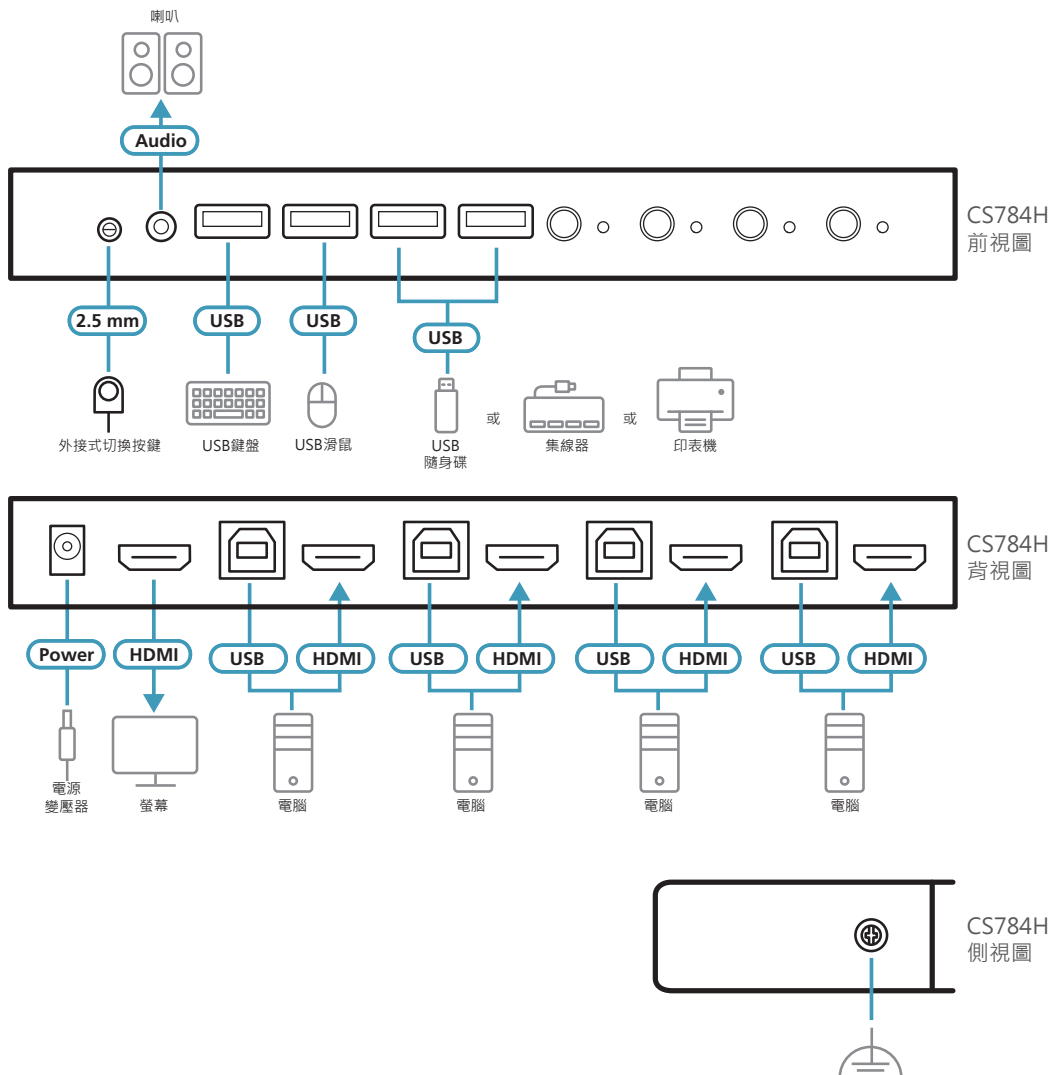 喇叭
Audio
CS784H
前視圖
2.5 mm
USB
USB
USB
外接式切換按鍵
USB鍵盤
USB滑鼠
USB
隨身碟
或
集線器
或
印表機
CS784H
背視圖
Power
HDMI
USB
HDMI
USB
HDMI
USB
HDMI
USB
HDMI
電源
變壓器
螢幕
電腦
電腦
電腦
電腦
CS784H
側視圖